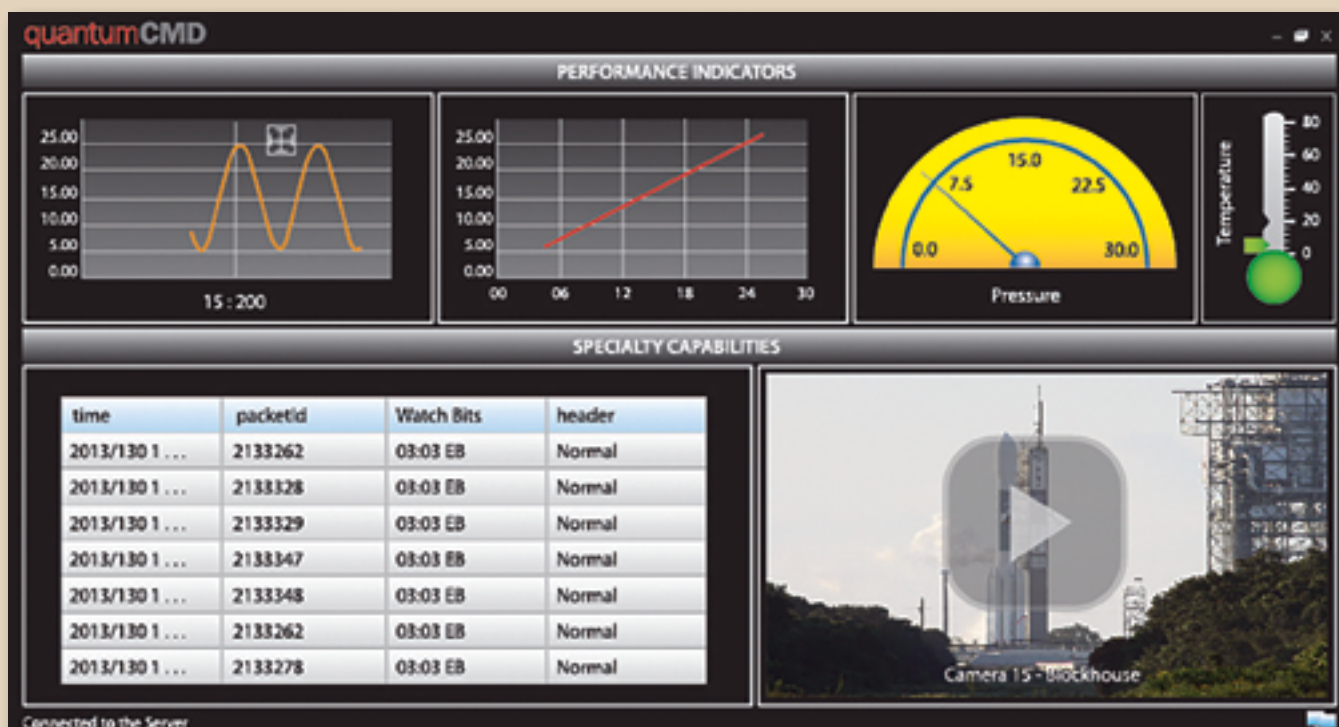 quantumCMD
PERFORMANCE INDICATORS
25.00
20.00
15.00
10.00
5.00
0.00
15 : 200
25.00
20.00
15.00
10.00
5.00
0.00
00 06 12 18 24 30
0.0 7.5 15.0 22.5 30.0
Pressure
Temperature
80
60
40
20
0
SPECIALTY CAPABILITIES
time packetid Watch Bits header
2013/130 1 ... 2133262 03:03 EB Normal
2013/130 1 ... 2133328 03:03 EB Normal
2013/130 1 ... 2133329 03:03 EB Normal
2013/130 1 ... 2133347 03:03 EB Normal
2013/130 1 ... 2133348 03:03 EB Normal
2013/130 1 ... 2133262 03:03 EB Normal
2013/130 1 ... 2133278 03:03 EB Normal
Camera 15 - Blockhouse
Connected to the Server